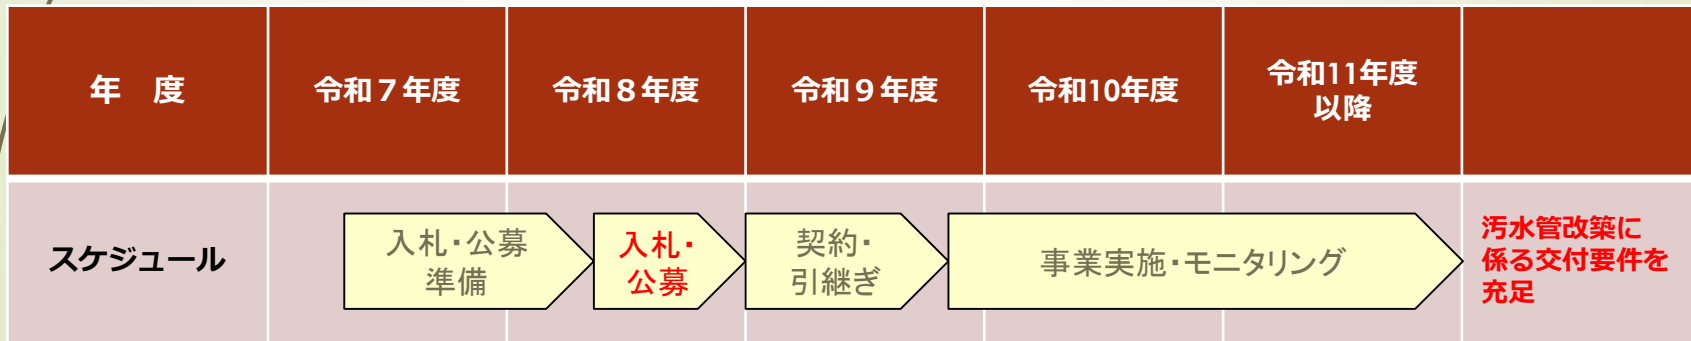 年　度
令和７年度
令和８年度
令和９年度
令和10年度
令和11年度
以降
スケジュール
入札・公募
準備
入札・
公募
契約・
引継ぎ
事業実施・モニタリング
汚水管改築に
係る交付要件を
充足